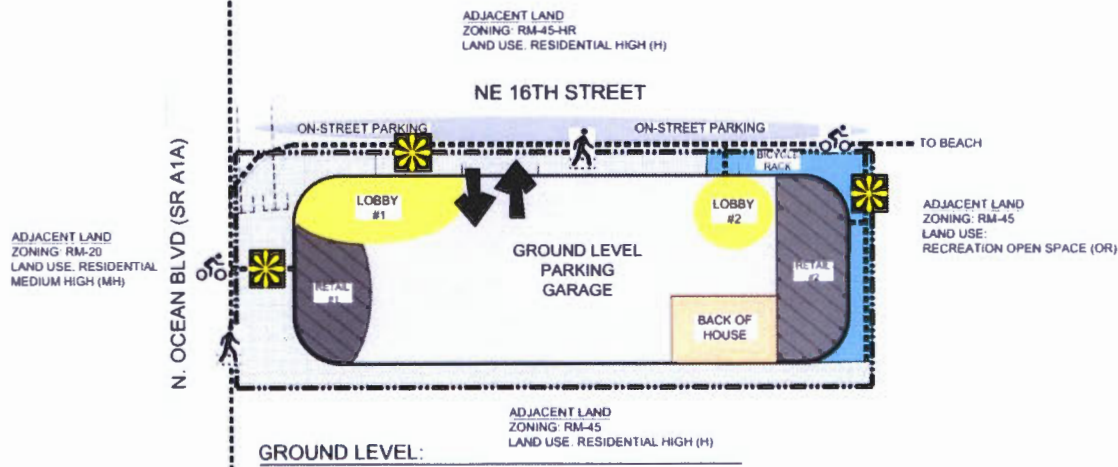 ADJACENT LAND
ZONING: RM-45-HR
LAND USE. RESIDENTIAL HIGH (H)
NE 16TH STREET
ON-STREET PARKING
ON-STREET PARKING
TO BEACH
BICYCLE
RACK
N. OCEAN BLVD (SR A1A)
LOBBY
#1
LOBBY
#2
ADJACENT LAND
ZONING: RM-20
LAND USE. RESIDENTIAL
MEDIUM HIGH (MH)
ADJACENT LAND
ZONING: RM-45
LAND USE:
RECREATION OPEN SPACE (OR)
GROUND LEVEL
PARKING
GARAGE
RETAIL
#1
RETAIL
#2
BACK OF
HOUSE
ADJACENT LAND
ZONING: RM-45
LAND USE. RESIDENTIAL HIGH (H)
GROUND LEVEL: